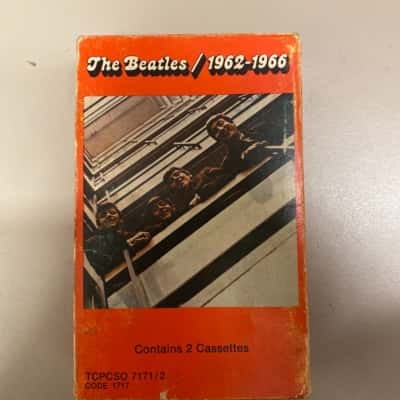 The Beatles / 1962-1966
Contains 2 Cassettes
TCPCSO 7171/2
CODE 1717